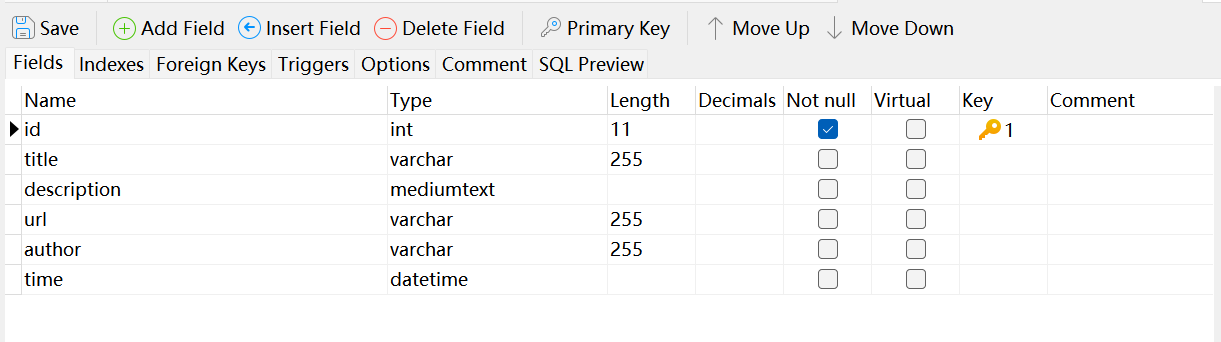 Save Add Field Insert Field Delete Field Primary Key Move Up Move Down
Fields Indexes Foreign Keys Triggers Options Comment SQL Preview
Name Type Length Decimals Not null Virtual Key Comment
id int 11 1
title varchar 255
description mediumtext
url varchar 255
author varchar 255
time datetime